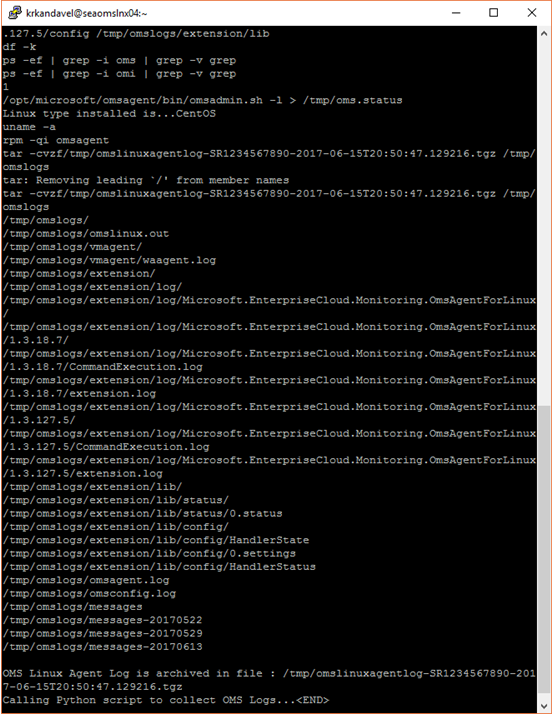 krkandavel@seaomslnx04:~
.127.5/config /tmp/omslogs/extension/lib
df -k
ps -ef | grep -i oms | grep -v grep
ps -ef | grep -i omi | grep -v grep
1
/opt/microsoft/omsagent/bin/omsadmin.sh -l > /tmp/oms.status
Linux type installed is...CentOS
uname -a
rpm -qi omsagent
tar -cvzf/tmp/omslinuxagentlog-SR1234567890-2017-06-15T20:50:47.129216.tgz /tmp/
omslogs
tar: Removing leading `/' from member names
tar -cvzf/tmp/omslinuxagentlog-SR1234567890-2017-06-15T20:50:47.129216.tgz /tmp/
omslogs
/tmp/omslogs/
/tmp/omslogs/omslinux.out
/tmp/omslogs/vmagent/
/tmp/omslogs/vmagent/waagent.log
/tmp/omslogs/extension/
/tmp/omslogs/extension/log/
/tmp/omslogs/extension/log/Microsoft.EnterpriseCloud.Monitoring.OmsAgentForLinux
/
/tmp/omslogs/extension/log/Microsoft.EnterpriseCloud.Monitoring.OmsAgentForLinux
/1.3.18.7/
/tmp/omslogs/extension/log/Microsoft.EnterpriseCloud.Monitoring.OmsAgentForLinux
/1.3.18.7/CommandExecution.log
/tmp/omslogs/extension/log/Microsoft.EnterpriseCloud.Monitoring.OmsAgentForLinux
/1.3.18.7/extension.log
/tmp/omslogs/extension/log/Microsoft.EnterpriseCloud.Monitoring.OmsAgentForLinux
/1.3.127.5/
/tmp/omslogs/extension/log/Microsoft.EnterpriseCloud.Monitoring.OmsAgentForLinux
/1.3.127.5/CommandExecution.log
/tmp/omslogs/extension/log/Microsoft.EnterpriseCloud.Monitoring.OmsAgentForLinux
/1.3.127.5/extension.log
/tmp/omslogs/extension/lib/
/tmp/omslogs/extension/lib/status/
/tmp/omslogs/extension/lib/status/0.status
/tmp/omslogs/extension/lib/config/
/tmp/omslogs/extension/lib/config/HandlerState
/tmp/omslogs/extension/lib/config/0.settings
/tmp/omslogs/extension/lib/config/HandlerStatus
/tmp/omslogs/omsagent.log
/tmp/omslogs/omsconfig.log
/tmp/omslogs/messages
/tmp/omslogs/messages-20170522
/tmp/omslogs/messages-20170529
/tmp/omslogs/messages-20170613
OMS Linux Agent Log is archived in file : /tmp/omslinuxagentlog-SR1234567890-201
7-06-15T20:50:47.129216.tgz
Calling Python script to collect OMS Logs...<END>